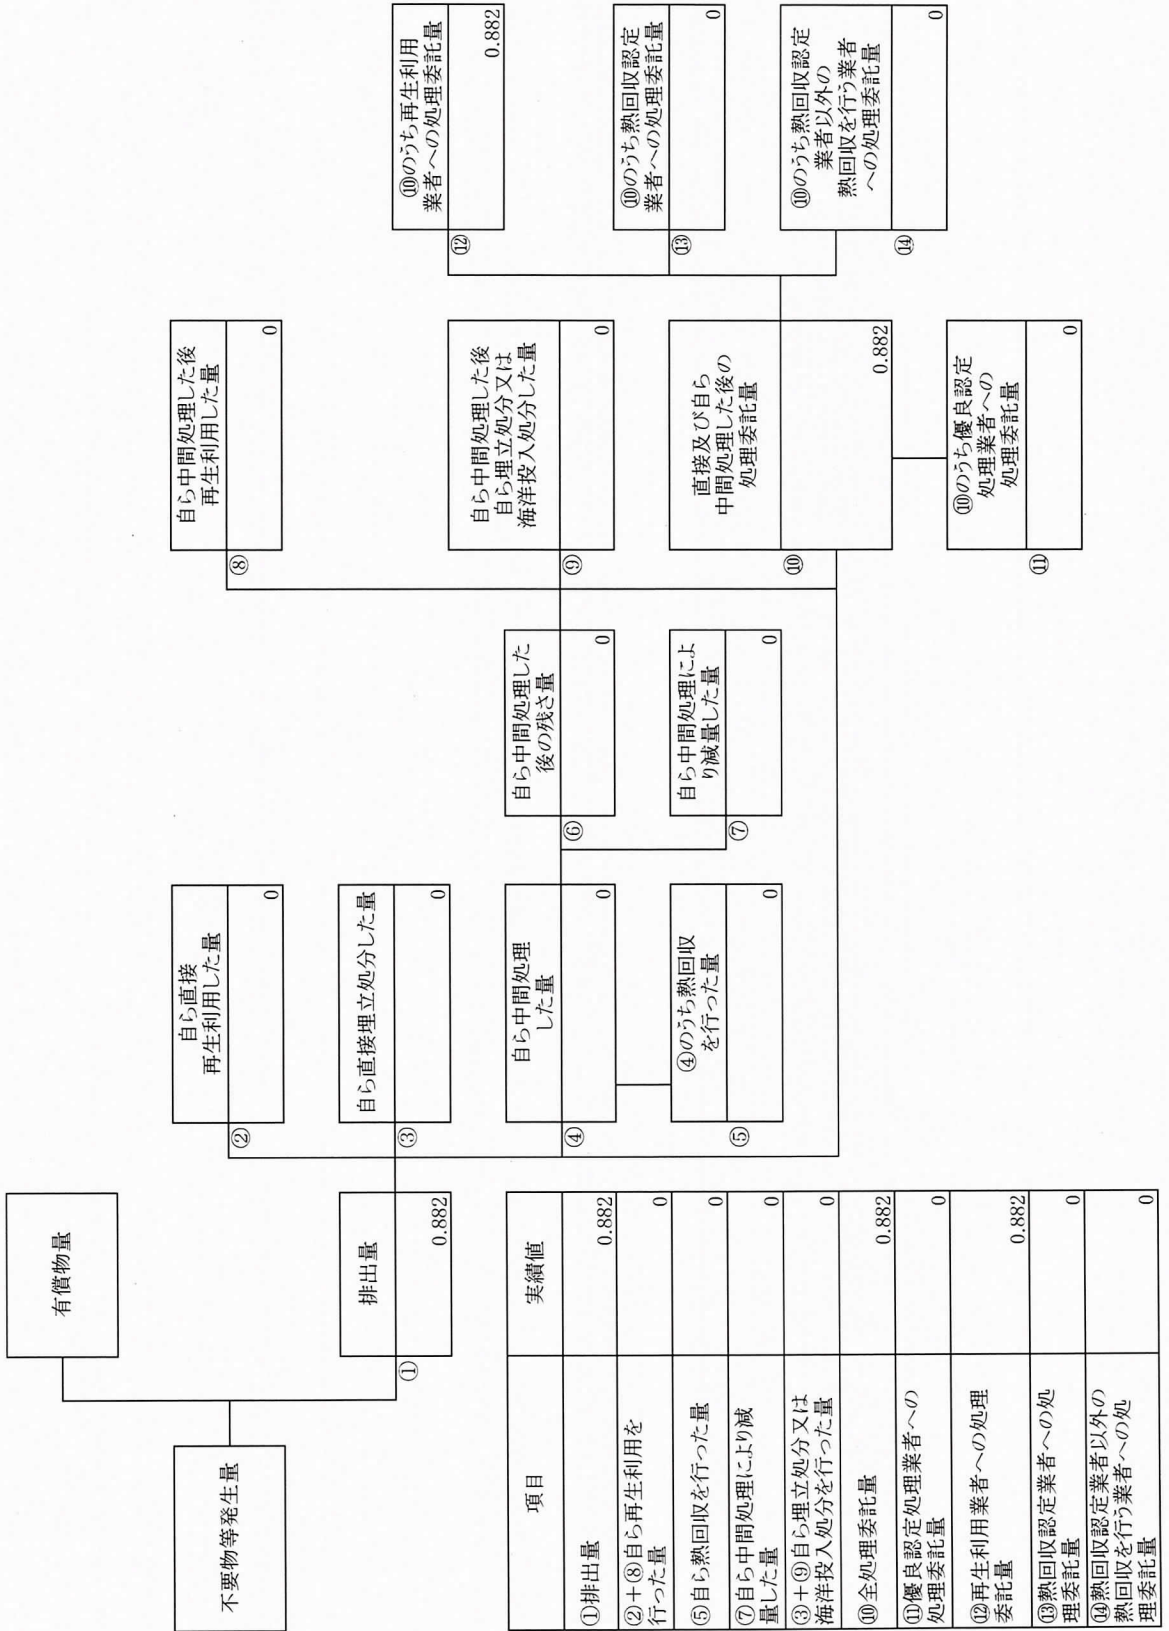 不要物等発生量
有償物量
排出量
①
0.882
自ら直接
再生利用した量
②
0
自ら直接埋立処分した量
③
0
自ら中間処理
した量
④
0
④のうち熱回収
を行った量
⑤
0
自ら中間処理した
後の残さ量
⑥
0
自ら中間処理によ
り減量した量
⑦
0
自ら中間処理した後
再生利用した量
⑧
0
自ら中間処理した後
自ら埋立処分又は
海洋投入処分した量
⑨
0
直接及び自ら
中間処理した後の
処理委託量
⑩
0.882
⑩のうち優良認定
処理業者への
処理委託量
⑪
0
⑩のうち再生利用
業者への処理委託量
⑫
0.882
⑩のうち熱回収認定
業者への処理委託量
⑬
0
⑩のうち熱回収認定
業者以外の
熱回収を行う業者
への処理委託量
⑭
0
項目 実績値
①排出量 0.882
②+⑧自ら再生利用を
行った量 0
⑤自ら熱回収を行った量 0
⑦自ら中間処理により減
量した量 0
③+⑨自ら埋立処分又は
海洋投入処分を行った量 0
⑩全処理委託量 0.882
⑪優良認定処理業者への
処理委託量 0
⑫再生利用業者への処理
委託量 0.882
⑬熱回収認定業者への処
理委託量 0
⑭熱回収認定業者以外の
熱回収を行う業者への処
理委託量 0